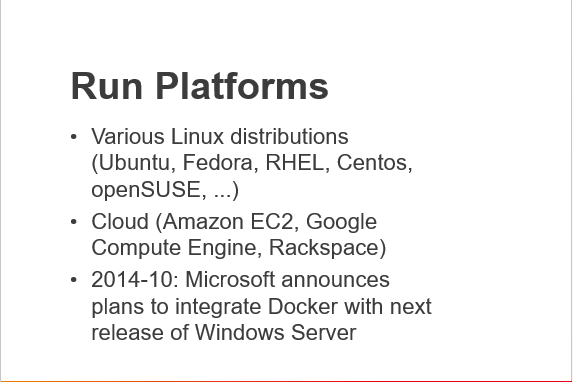 Run Platforms
• Various Linux distributions
(Ubuntu, Fedora, RHEL, Centos,
openSUSE, ...)
• Cloud (Amazon EC2, Google
Compute Engine, Rackspace)
• 2014-10: Microsoft announces
plans to integrate Docker with next
release of Windows Server